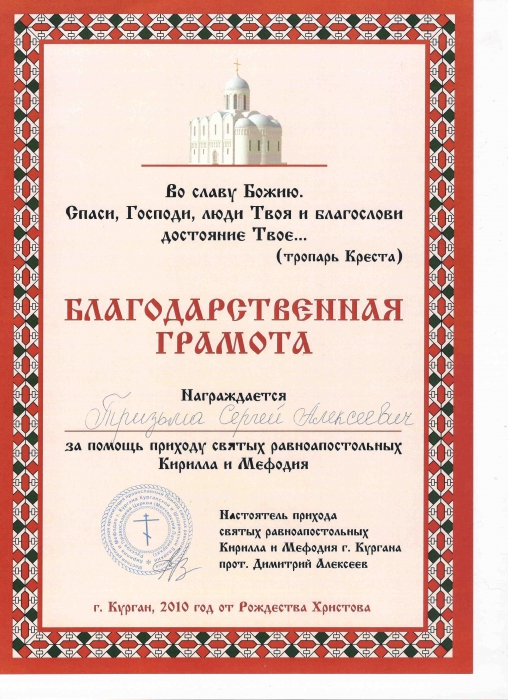 Во славу Божию.
Спаси, Господи, люди Твоя и благослови
достояние Твое...
(тропарь Креста)
БЛАГОДАРСТВЕННАЯ
ГРАМОТА
Награждается
Тризыма Сергей Алексеевич
за помощь приходу святых равноапостольных
Кирилла и Мефодия
Настоятель прихода
святых равноапостольных
Кирилла и Мефодия г. Кургана
прот. Димитрий Алексеев
г. Курган, 2010 год от Рождества Христова